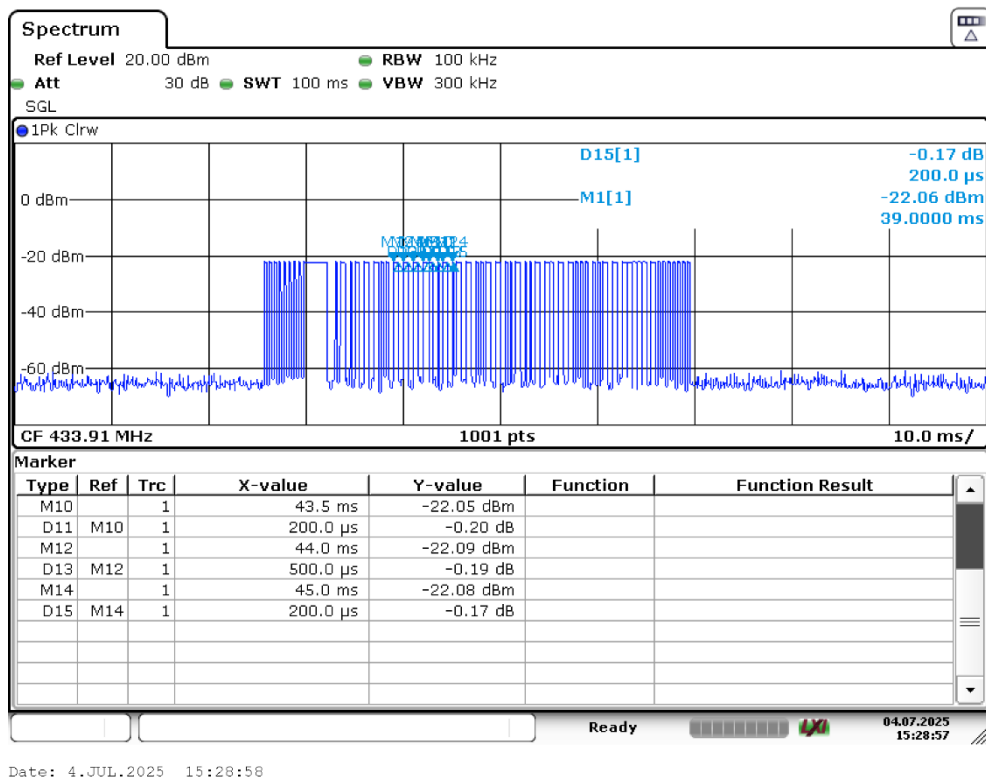 Spectrum
Ref Level 20.00 dBm RBW 100 kHz
Att 30 dB SWT 100 ms VBW 300 kHz
SGL
1Pk Clrw
D15[1] -0.17 dB
200.0 µs
0 dBm M1[1] -22.06 dBm
39.0000 ms
-20 dBm
-40 dBm
-60 dBm
CF 433.91 MHz 1001 pts 10.0 ms/
Marker
Type Ref Trc X-value Y-value Function Function Result
M10 1 43.5 ms -22.05 dBm
D11 M10 1 200.0 µs -0.20 dB
M12 1 44.0 ms -22.09 dBm
D13 M12 1 500.0 µs -0.19 dB
M14 1 45.0 ms -22.08 dBm
D15 M14 1 200.0 µs -0.17 dB
Ready LXI 04.07.2025
15:28:57
Date: 4.JUL.2025 15:28:58